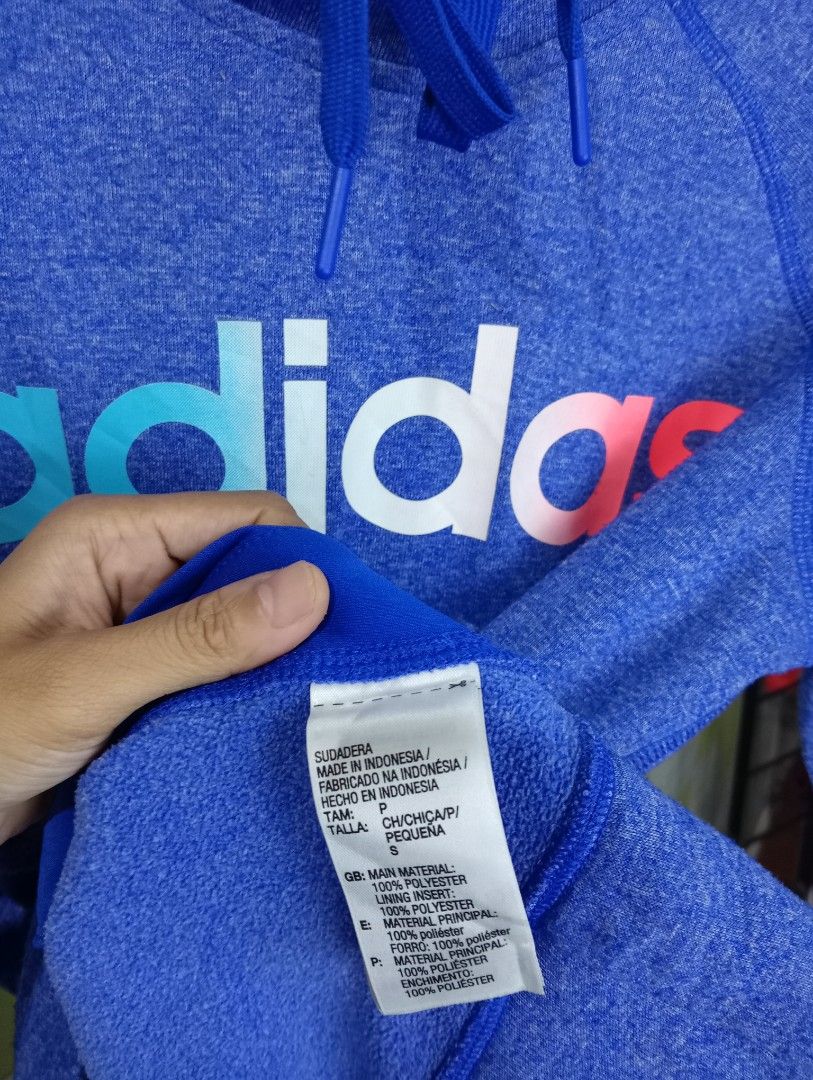 adidas
SUDADERA
MADE IN INDONESIA /
FABRICADO NA INDONÉSIA /
HECHO EN INDONESIA
TAM: P
TALLA: CH/CHICA/P/
PEQUEÑA
S
GB: MAIN MATERIAL:
100% POLYESTER
LINING INSERT:
100% POLYESTER
E: MATERIAL PRINCIPAL:
100% poliéster
FORRO: 100% poliéster
P: MATERIAL PRINCIPAL:
100% POLIÉSTER
ENCHIMENTO:
100% POLIÉSTER